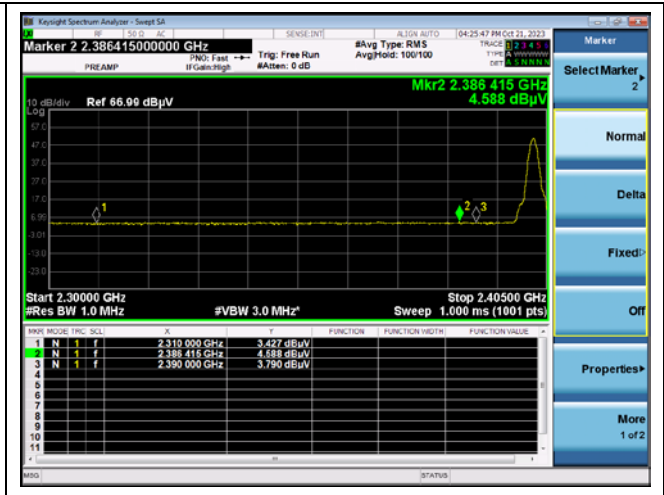 Keysight Spectrum Analyzer - Swept SA
RF 50 Ω AC SENSE:INT ALIGN AUTO 04:25:47 PM Oct 21, 2023
Marker 2 2.386415000000 GHz
PREAMP
PNO: Fast
IFGain:High
Trig: Free Run
#Atten: 0 dB
#Avg Type: RMS
Avg|Hold: 100/100
TRACE 1 2 3 4 5 6
TYPE A WWWWW
DET A S N N N N
Mkr2 2.386 415 GHz
4.588 dBµV
10 dB/div Ref 66.99 dBµV
Log
57.0
47.0
37.0
27.0
17.0
6.99
-3.01
-13.0
-23.0
1
2
3
Start 2.30000 GHz Stop 2.40500 GHz
#Res BW 1.0 MHz #VBW 3.0 MHz* Sweep 1.000 ms (1001 pts)
MKR MODE TRC SCL X Y FUNCTION FUNCTION WIDTH FUNCTION VALUE
1 N 1 f 2.310 000 GHz 3.427 dBµV
2 N 1 f 2.386 415 GHz 4.588 dBµV
3 N 1 f 2.390 000 GHz 3.790 dBµV
4
5
6
7
8
9
10
11
MSG STATUS
Marker
Select Marker
2
Normal
Delta
Fixed
Off
Properties
More
1 of 2